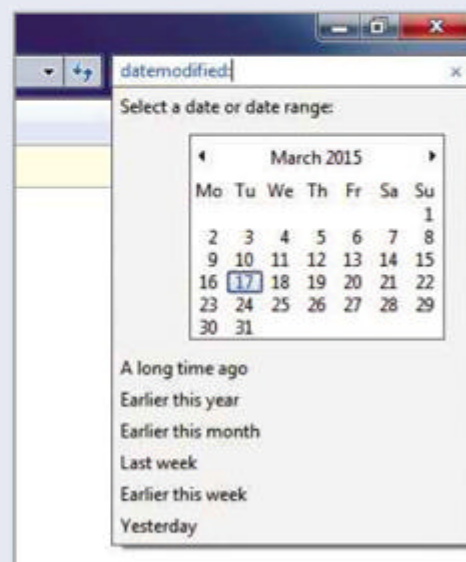 datemodified:
Select a date or date range:
March 2015
Mo Tu We Th Fr Sa Su
1
2 3 4 5 6 7 8
9 10 11 12 13 14 15
16 17 18 19 20 21 22
23 24 25 26 27 28 29
30 31
A long time ago
Earlier this year
Earlier this month
Last week
Earlier this week
Yesterday